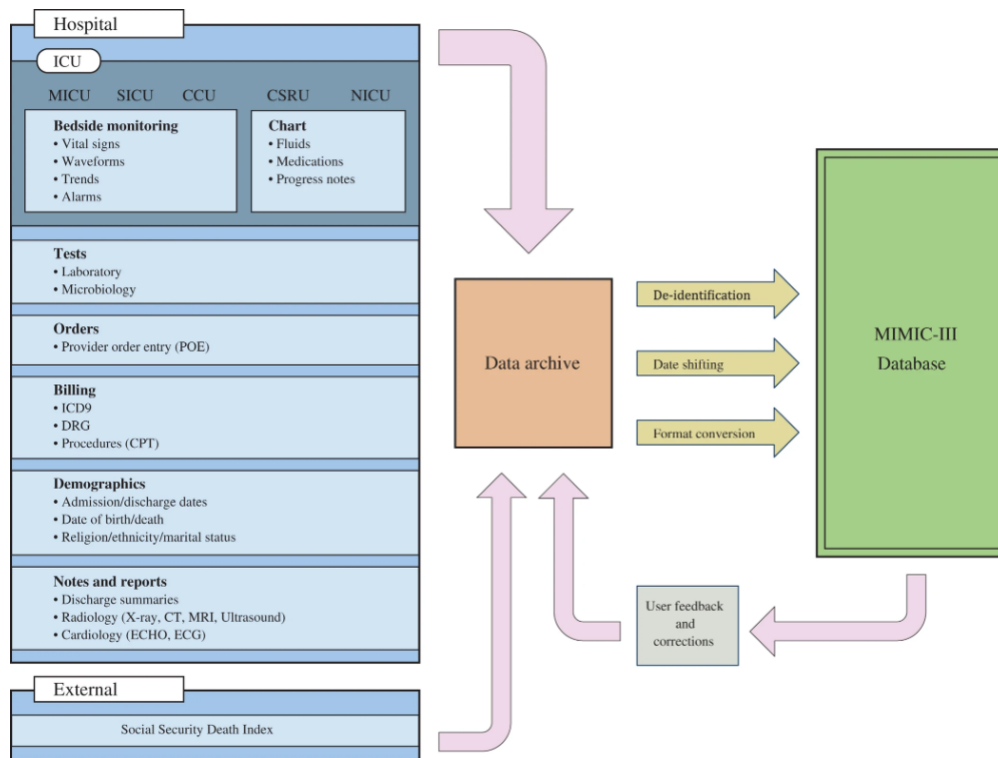 Hospital
ICU
MICU SICU CCU CSRU NICU
Bedside monitoring
• Vital signs
• Waveforms
• Trends
• Alarms
Chart
• Fluids
• Medications
• Progress notes
Tests
• Laboratory
• Microbiology
Orders
• Provider order entry (POE)
Billing
• ICD9
• DRG
• Procedures (CPT)
Demographics
• Admission/discharge dates
• Date of birth/death
• Religion/ethnicity/marital status
Notes and reports
• Discharge summaries
• Radiology (X-ray, CT, MRI, Ultrasound)
• Cardiology (ECHO, ECG)
External
Social Security Death Index
Data archive
De-identification
Date shifting
Format conversion
MIMIC-III
Database
User feedback
and
corrections